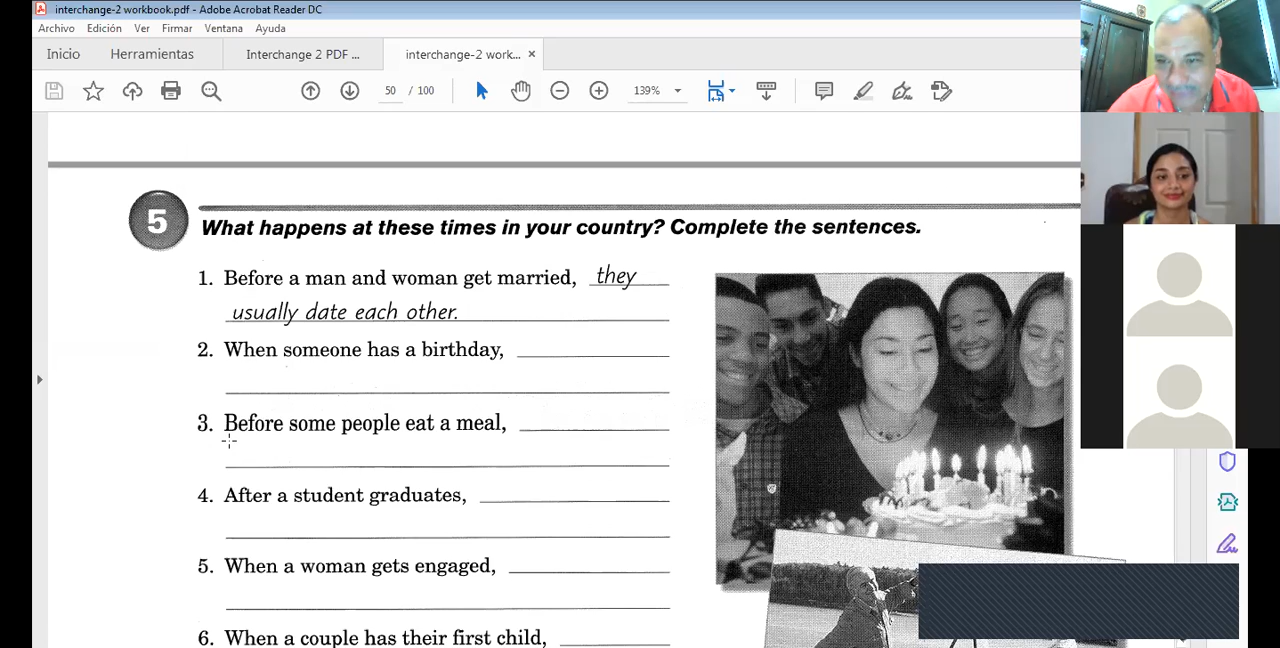 interchange-2 workbook.pdf - Adobe Acrobat Reader DC
Archivo Edición Ver Firmar Ventana Ayuda
Inicio Herramientas Interchange 2 PDF ... interchange-2 work... ×
50 / 100 139%
5 What happens at these times in your country? Complete the sentences.
1. Before a man and woman get married, they
usually date each other.
2. When someone has a birthday,
3. Before some people eat a meal,
4. After a student graduates,
5. When a woman gets engaged,
6. When a couple has their first child,